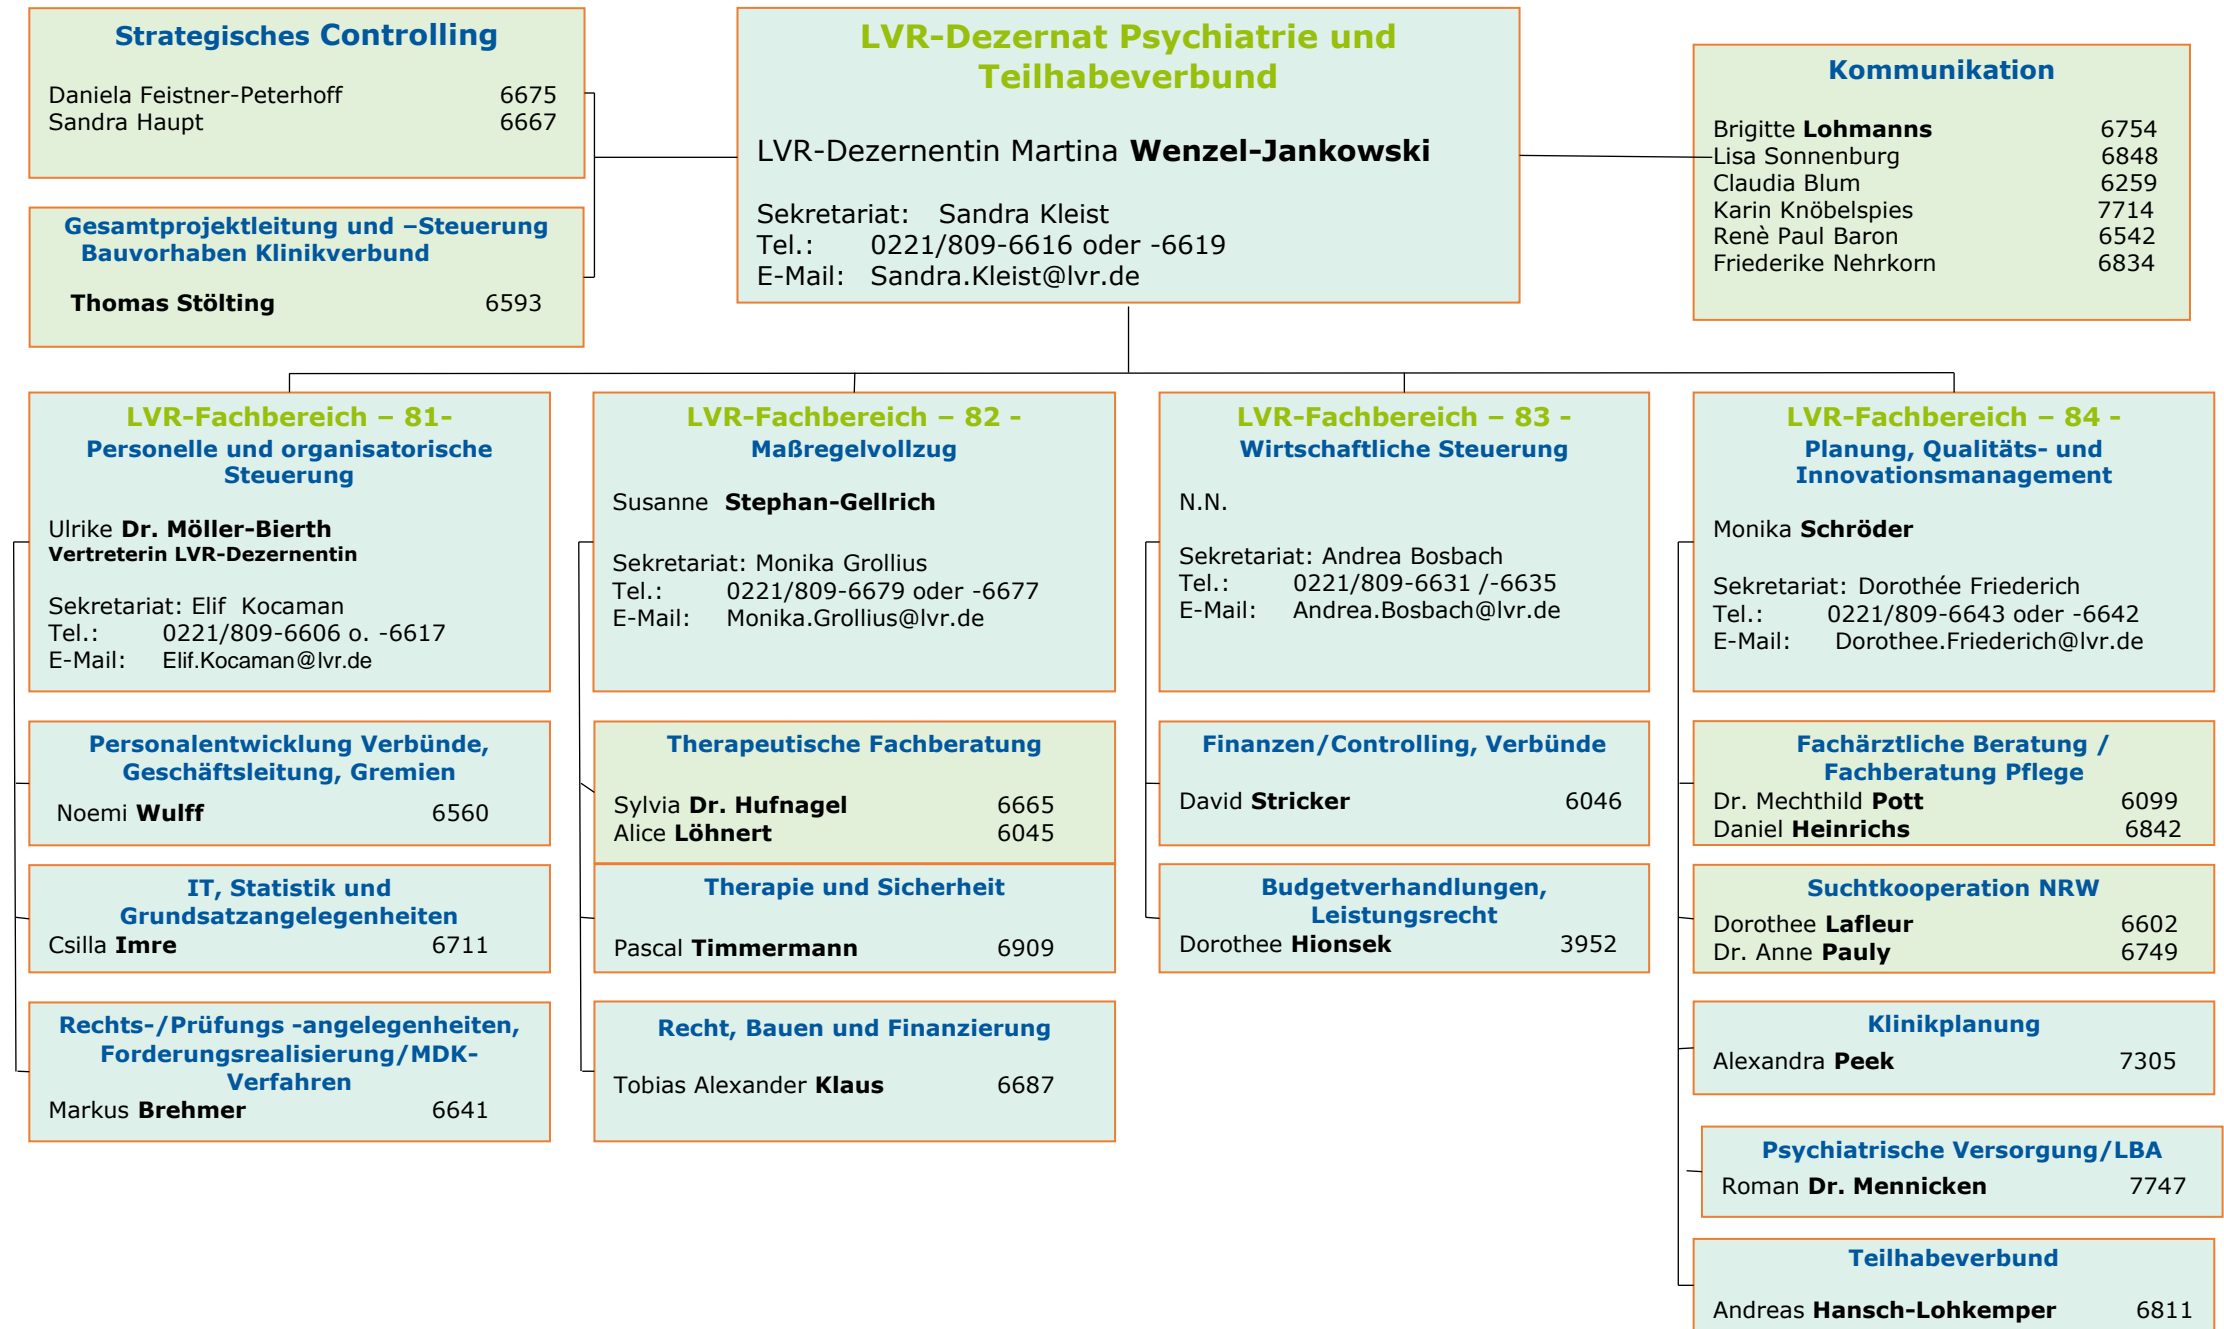 Strategisches Controlling
Daniela Feistner-Peterhoff 6675
Sandra Haupt 6667
Gesamtprojektleitung und –Steuerung
Bauvorhaben Klinikverbund
Thomas Stölting 6593
LVR-Dezernat Psychiatrie und
Teilhabeverbund
LVR-Dezernentin Martina Wenzel-Jankowski
Sekretariat: Sandra Kleist
Tel.: 0221/809-6616 oder -6619
E-Mail: Sandra.Kleist@lvr.de
Kommunikation
Brigitte Lohmanns 6754
Lisa Sonnenburg 6848
Claudia Blum 6259
Karin Knöbelspies 7714
Renè Paul Baron 6542
Friederike Nehrkorn 6834
LVR-Fachbereich – 81-
Personelle und organisatorische
Steuerung
Ulrike Dr. Möller-Bierth
Vertreterin LVR-Dezernentin
Sekretariat: Elif Kocaman
Tel.: 0221/809-6606 o. -6617
E-Mail: Elif.Kocaman@lvr.de
Personalentwicklung Verbünde,
Geschäftsleitung, Gremien
Noemi Wulff 6560
IT, Statistik und
Grundsatzangelegenheiten
Csilla Imre 6711
Rechts-/Prüfungs -angelegenheiten,
Forderungsrealisierung/MDK-
Verfahren
Markus Brehmer 6641
LVR-Fachbereich – 82 -
Maßregelvollzug
Susanne Stephan-Gellrich
Sekretariat: Monika Grollius
Tel.: 0221/809-6679 oder -6677
E-Mail: Monika.Grollius@lvr.de
Therapeutische Fachberatung
Sylvia Dr. Hufnagel 6665
Alice Löhnert 6045
Therapie und Sicherheit
Pascal Timmermann 6909
Recht, Bauen und Finanzierung
Tobias Alexander Klaus 6687
LVR-Fachbereich – 83 -
Wirtschaftliche Steuerung
N.N.
Sekretariat: Andrea Bosbach
Tel.: 0221/809-6631 /-6635
E-Mail: Andrea.Bosbach@lvr.de
Finanzen/Controlling, Verbünde
David Stricker 6046
Budgetverhandlungen,
Leistungsrecht
Dorothee Hionsek 3952
LVR-Fachbereich – 84 -
Planung, Qualitäts- und
Innovationsmanagement
Monika Schröder
Sekretariat: Dorothée Friederich
Tel.: 0221/809-6643 oder -6642
E-Mail: Dorothee.Friederich@lvr.de
Fachärztliche Beratung /
Fachberatung Pflege
Dr. Mechthild Pott 6099
Daniel Heinrichs 6842
Suchtkooperation NRW
Dorothee Lafleur 6602
Dr. Anne Pauly 6749
Klinikplanung
Alexandra Peek 7305
Psychiatrische Versorgung/LBA
Roman Dr. Mennicken 7747
Teilhabeverbund
Andreas Hansch-Lohkemper 6811